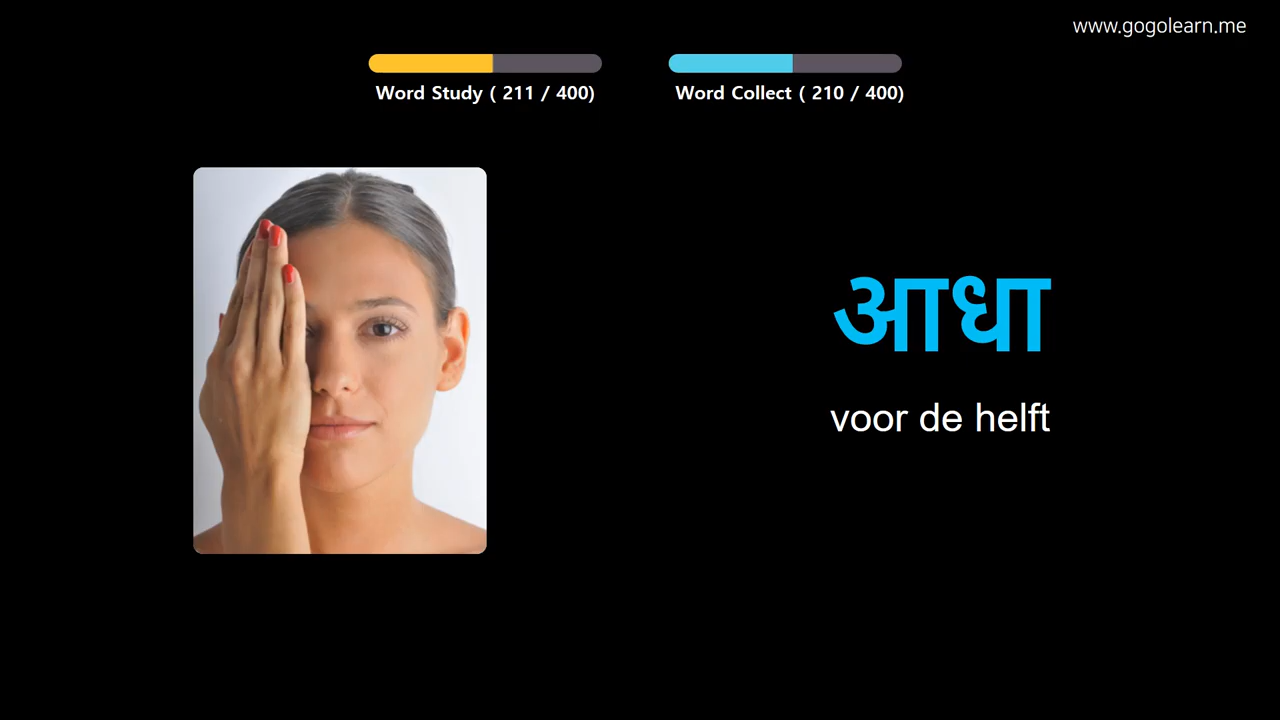 www.gogolearn.me
Word Study ( 211 / 400)
Word Collect ( 210 / 400)
आधा
voor de helft